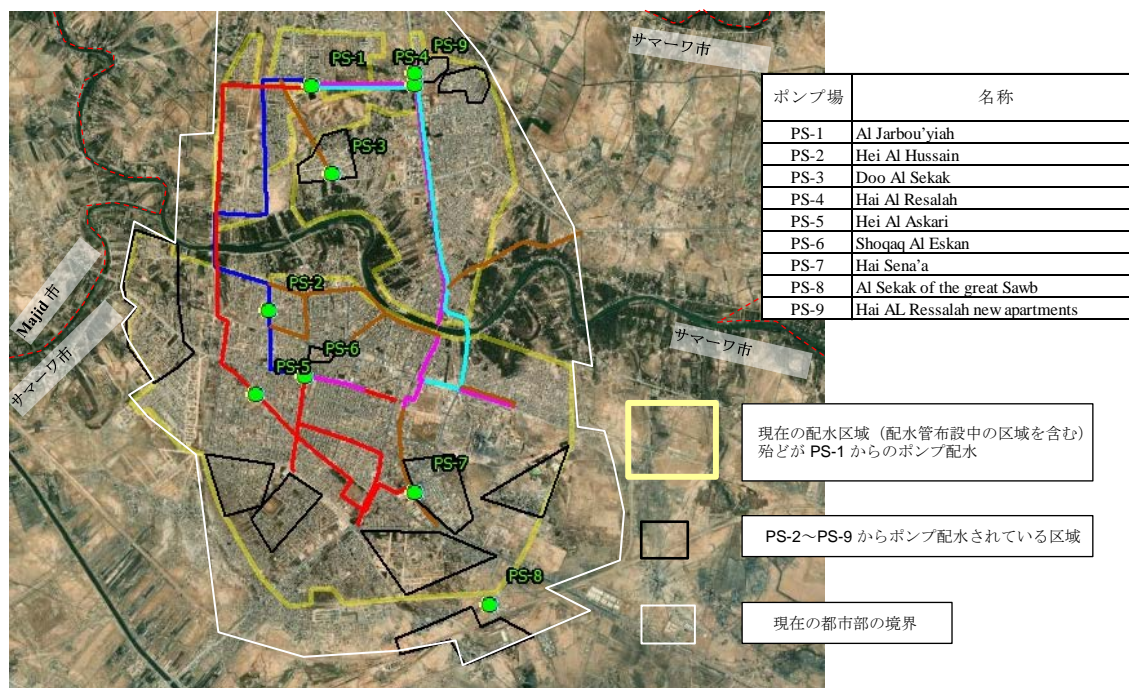 サマーワ市
PS-9
PS-4
PS-1
PS-3
PS-2
PS-6
PS-5
PS-7
PS-8
Majid 市
サマーワ市
サマーワ市
ポンプ場 名称
PS-1 Al Jarbou'yiah
PS-2 Hei Al Hussain
PS-3 Doo Al Sekak
PS-4 Hai Al Resalah
PS-5 Hei Al Askari
PS-6 Shoqaq Al Eskan
PS-7 Hai Sena'a
PS-8 Al Sekak of the great Sawb
PS-9 Hai AL Ressalah new apartments
現在の配水区域（配水管布設中の区域を含む）
殆どが PS-1 からのポンプ配水
PS-2～PS-9 からポンプ配水されている区域
現在の都市部の境界